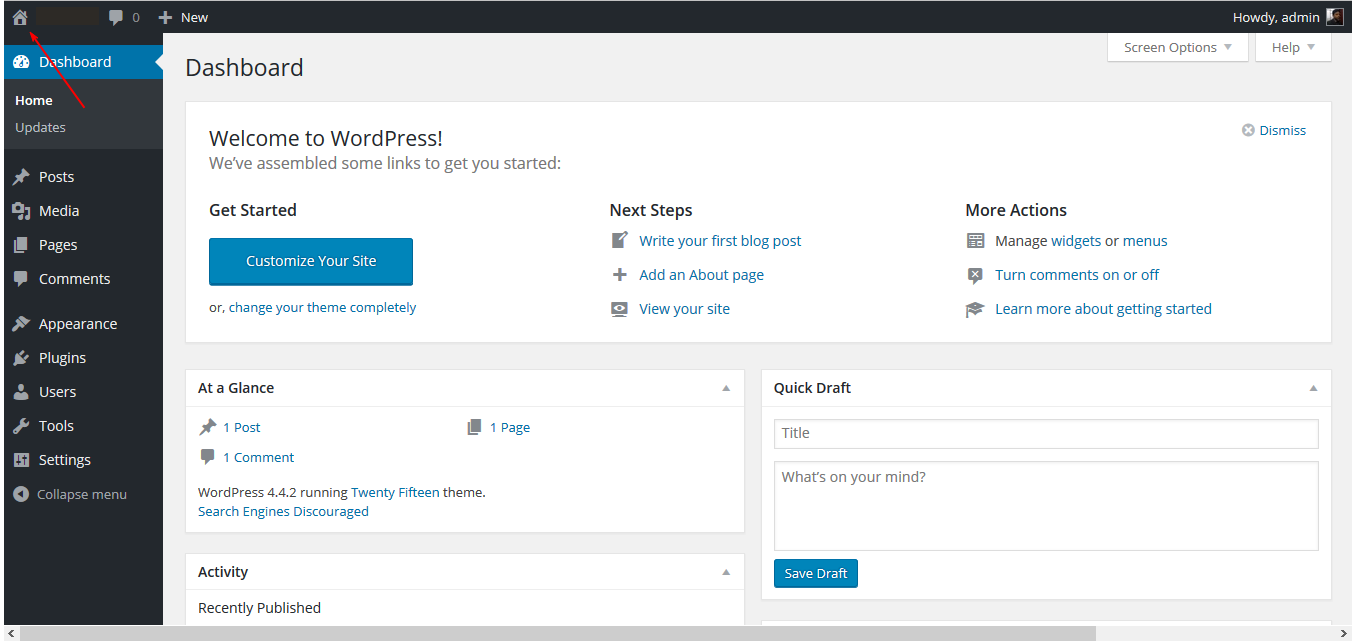 0 New Howdy, admin
Dashboard
Home
Updates
Posts
Media
Pages
Comments
Appearance
Plugins
Users
Tools
Settings
Collapse menu
Screen Options Help
Dashboard
Welcome to WordPress!
We've assembled some links to get you started:
Dismiss
Get Started
Customize Your Site
or, change your theme completely
Next Steps
Write your first blog post
Add an About page
View your site
More Actions
Manage widgets or menus
Turn comments on or off
Learn more about getting started
At a Glance
1 Post 1 Page
1 Comment
WordPress 4.4.2 running Twenty Fifteen theme.
Search Engines Discouraged
Activity
Recently Published
Quick Draft
Title
What's on your mind?
Save Draft